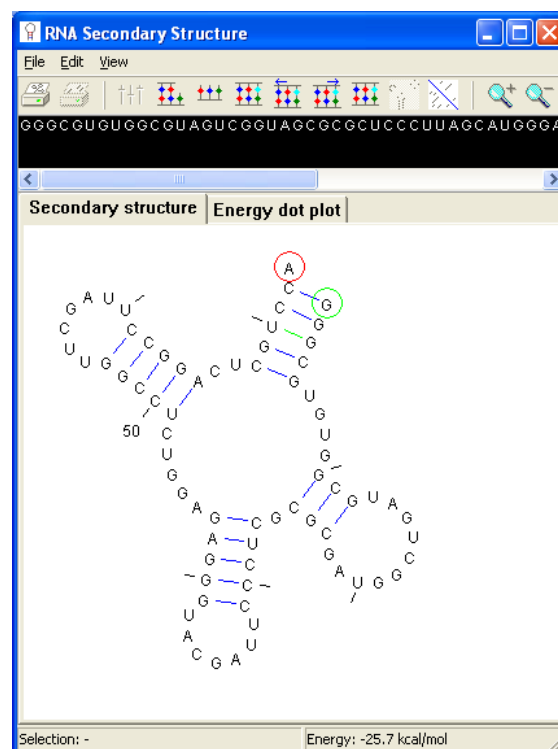 RNA Secondary Structure
File Edit View
GGGCGUGUGGCGUAGUCGGUAGCGCGCUCCCUUAGCAUGGGA
Secondary structure
Energy dot plot
G G G C G U G U G G C G U A G U C G G U A G C G C G C U C C C U U A G C A U G G G A G A G G U C U C C G G U U C G A U U C C G G A C U C G U C C A
50
Selection: -
Energy: -25.7 kcal/mol